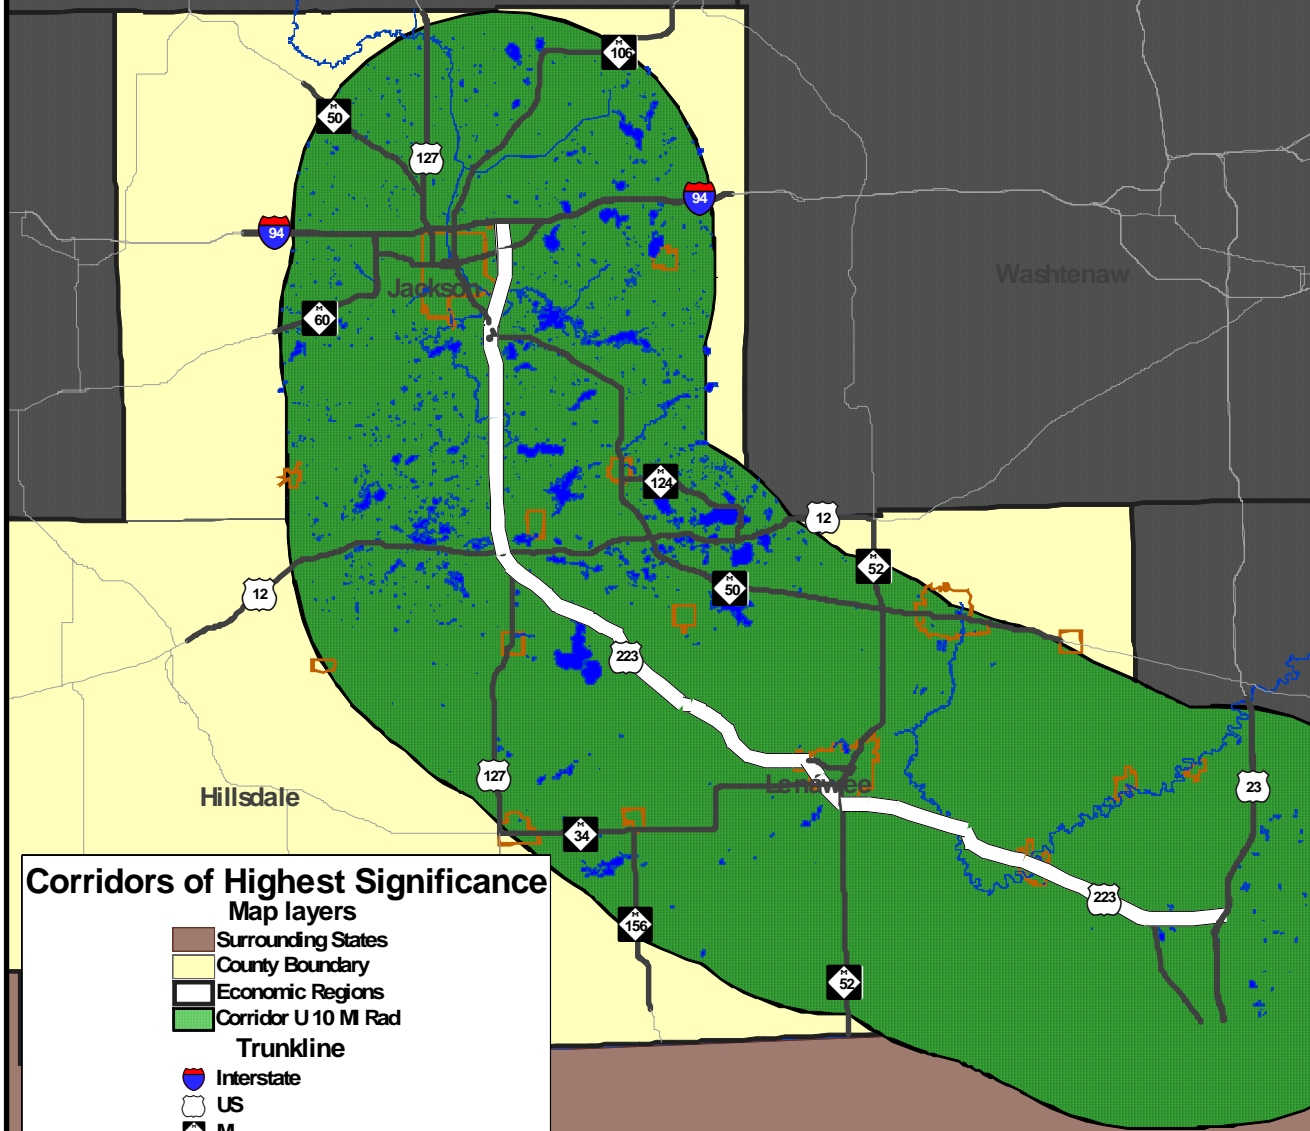 M
106
M
50
127
94
94
Washtenaw
Jackson
M
60
M
124
12
M
52
12
M
50
223
127
Lenawee
Hillsdale
23
M
34
223
M
156
M
52
Corridors of Highest Significance
Map layers
Surrounding States
County Boundary
Economic Regions
Corridor U 10 MI Rad
Trunkline
Interstate
US
M